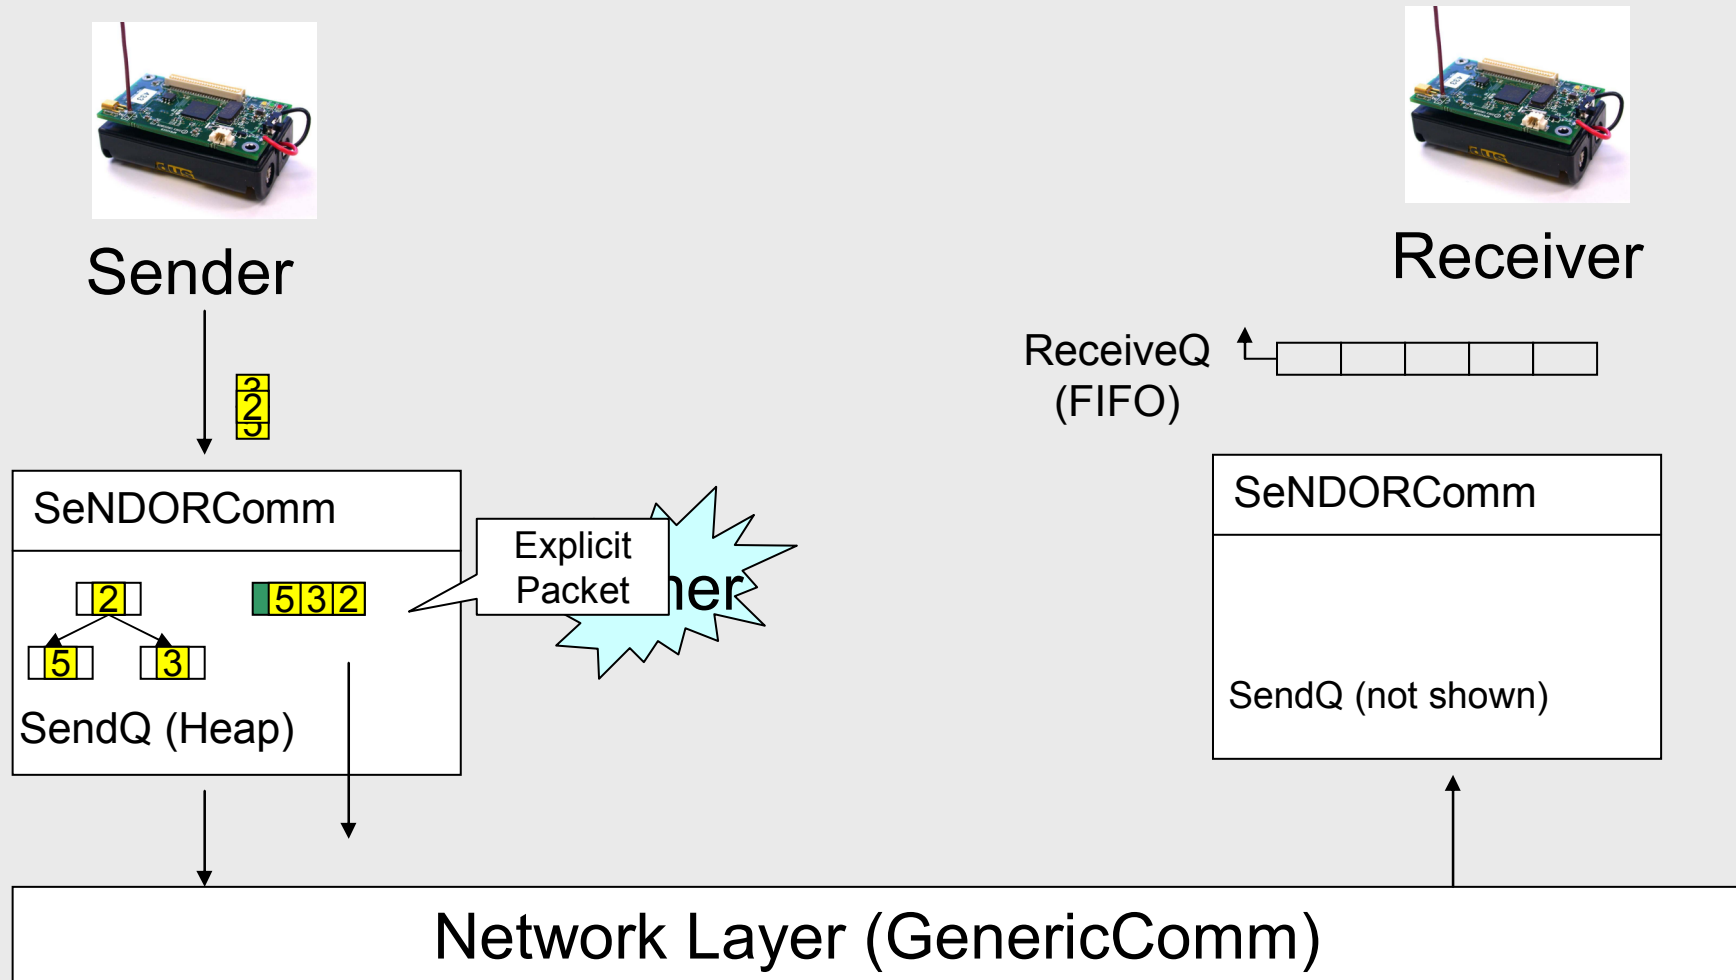 Sender
Receiver
ReceiveQ
(FIFO)
2
SeNDORComm
2
5 3 2
5
3
SendQ (Heap)
Explicit
Packet
SeNDORComm
SendQ (not shown)
Network Layer (GenericComm)